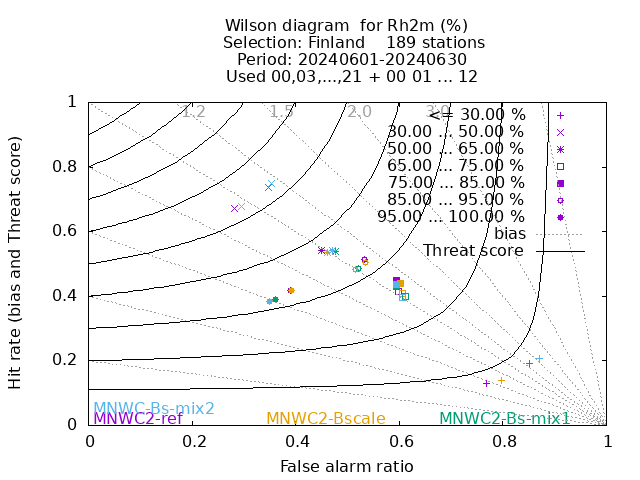 Wilson diagram  for Rh2m (%)
Selection: Finland    189 stations
Period: 20240601-20240630
Used 00,03,...,21 + 00 01 ... 12
Hit rate (bias and Threat score)
1
0.8
0.6
0.4
0.2
0
1.2 1.5 2.0 3.0
<= 30.00 %
30.00 ... 50.00 %
50.00 ... 65.00 %
65.00 ... 75.00 %
75.00 ... 85.00 %
85.00 ... 95.00 %
95.00 ... 100.00 %
bias
Threat score
MNWC-Bs-mix2
MNWC2-ref MNWC2-Bscale MNWC2-Bs-mix1
0 0.2 0.4 0.6 0.8 1
False alarm ratio